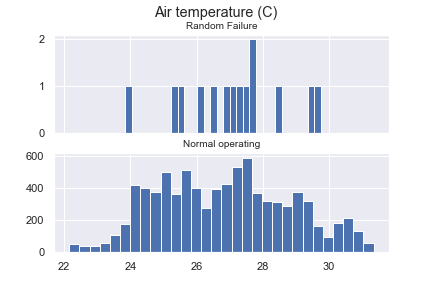 Air temperature (C)
Random Failure
2
1
0
Normal operating
600
400
200
0
22 24 26 28 30